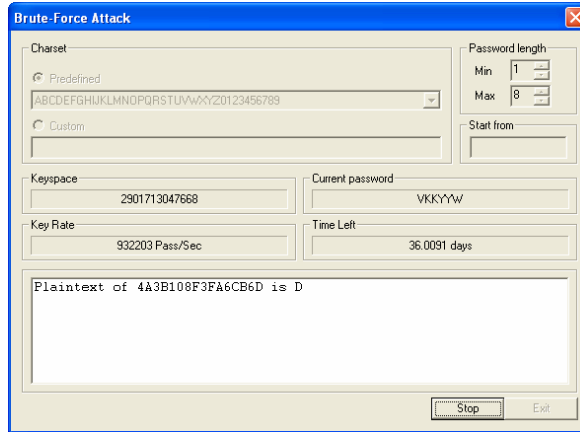 Brute-Force Attack
Charset
Predefined
ABCDEFGHIJKLMNOPQRSTUVWXYZ0123456789
Custom
Password length
Min 1
Max 8
Start from
Keyspace
2901713047668
Current password
VKKYYW
Key Rate
932203 Pass/Sec
Time Left
36.0091 days
Plaintext of 4A3B108F3FA6CB6D is D
Stop
Exit